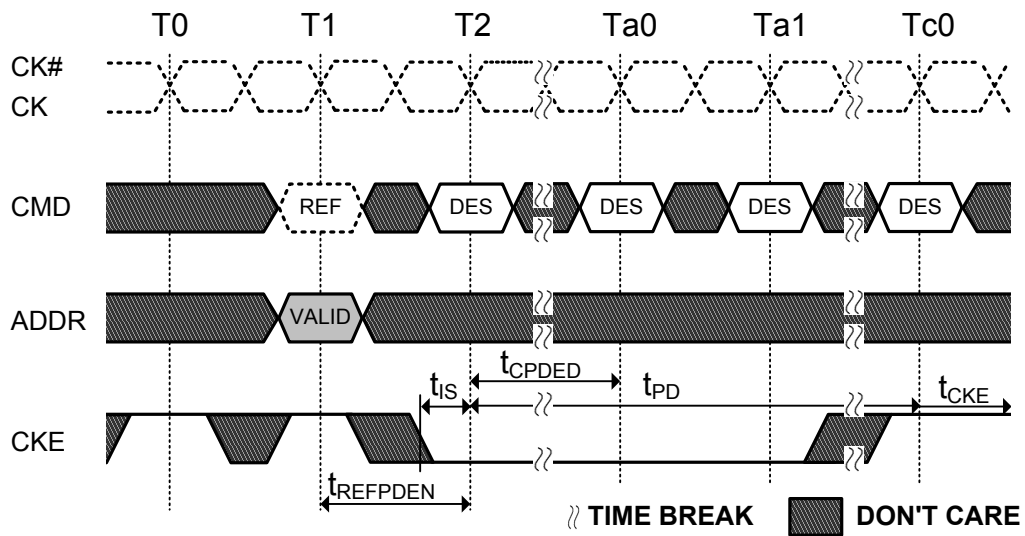 T0 T1 T2 Ta0 Ta1 Tc0
CK#
CK
CMD REF DES DES DES DES
ADDR VALID
tCPDED
tIS tPD tCKE
CKE
tREFPDEN
TIME BREAK DON'T CARE